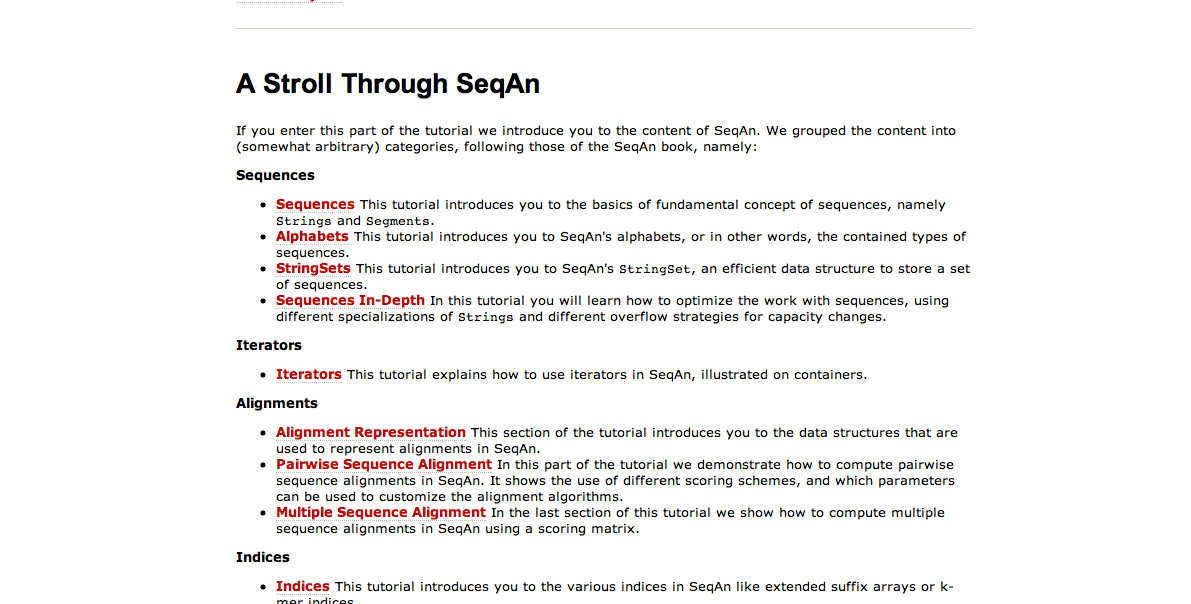 A Stroll Through SeqAn
If you enter this part of the tutorial we introduce you to the content of SeqAn. We grouped the content into
(somewhat arbitrary) categories, following those of the SeqAn book, namely:
Sequences
Sequences This tutorial introduces you to the basics of fundamental concept of sequences, namely
Strings and Segments.
Alphabets This tutorial introduces you to SeqAn's alphabets, or in other words, the contained types of
sequences.
StringSets This tutorial introduces you to SeqAn's StringSet, an efficient data structure to store a set
of sequences.
Sequences In-Depth In this tutorial you will learn how to optimize the work with sequences, using
different specializations of Strings and different overflow strategies for capacity changes.
Iterators
Iterators This tutorial explains how to use iterators in SeqAn, illustrated on containers.
Alignments
Alignment Representation This section of the tutorial introduces you to the data structures that are
used to represent alignments in SeqAn.
Pairwise Sequence Alignment In this part of the tutorial we demonstrate how to compute pairwise
sequence alignments in SeqAn. It shows the use of different scoring schemes, and which parameters
can be used to customize the alignment algorithms.
Multiple Sequence Alignment In the last section of this tutorial we show how to compute multiple
sequence alignments in SeqAn using a scoring matrix.
Indices
Indices This tutorial introduces you to the various indices in SeqAn like extended suffix arrays or k-
mer indices.